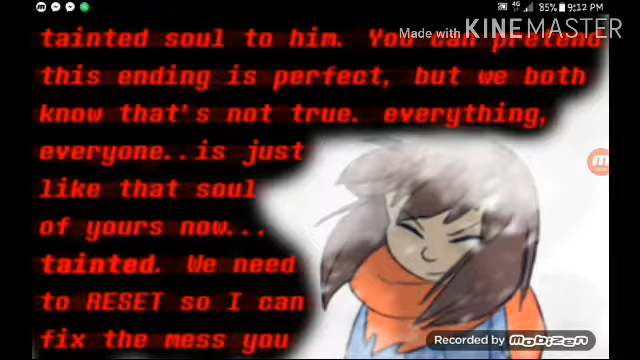 4G 85% 9:12 PM
Made with KINEMASTER
tainted soul to him. You can pretend
this ending is perfect, but we both
know that's not true. everything,
everyone..is just
like that soul
of yours now...
tainted. We need
to RESET so I can
fix the mess you
Recorded by mobizen